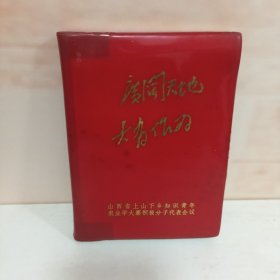 广阔天地
大有作为
山西省上山下乡知识青年
农业学大寨积极分子代表会议